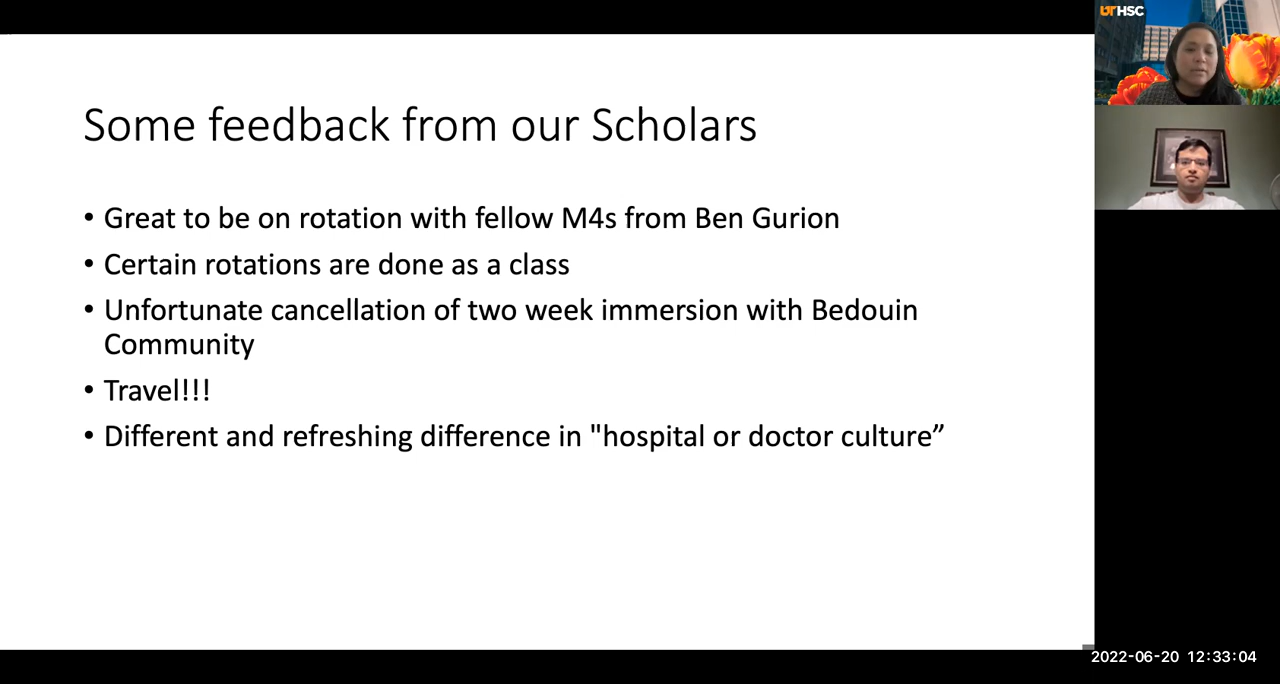 UTHSC
Some feedback from our Scholars
• Great to be on rotation with fellow M4s from Ben Gurion
• Certain rotations are done as a class
• Unfortunate cancellation of two week immersion with Bedouin
Community
• Travel!!!
• Different and refreshing difference in "hospital or doctor culture”
2022-06-20 12:33:04